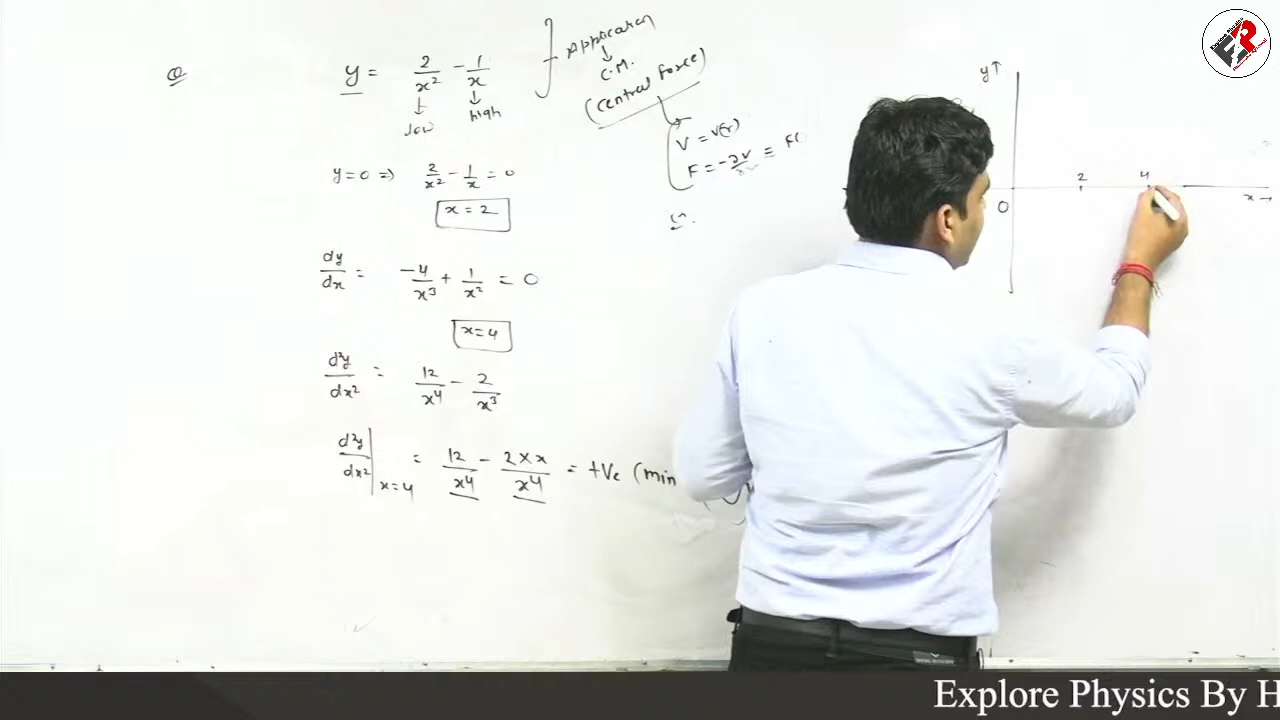 Q
y = 2/x² - 1/x
low high
Application
C.M.
(Central Force)
V = V(r)
F = -∂V/∂r ≡ F(
y=0 => 2/x² - 1/x = 0
x = 2
dy/dx = -4/x³ + 1/x² = 0
x=4
d²y/dx² = 12/x⁴ - 2/x³
d²y/dx²|x=4 = 12/x⁴ - 2×x/x⁴ = +ve (min
y↑
2 4
O
x→
Explore Physics By H